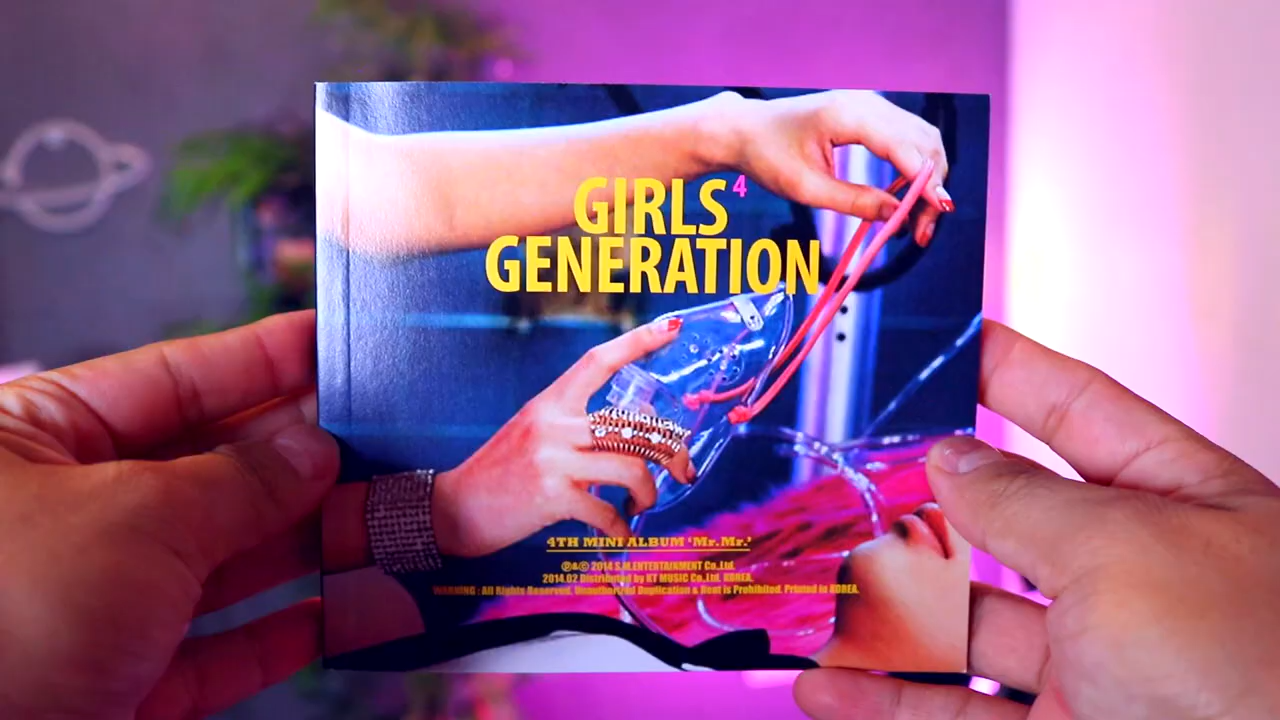 GIRLS⁴
GENERATION
4TH MINI ALBUM 'Mr.Mr.'
℗&© 2014 S.M.ENTERTAINMENT Co.,Ltd.
2014.02 Distributed by KT MUSIC Co.,Ltd. KOREA.
WARNING : All Rights Reserved. Unauthorized Duplication & Rent is Prohibited. Printed in KOREA.